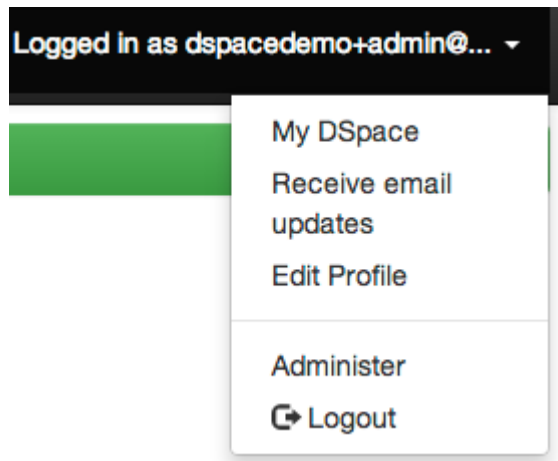 Logged in as dspacedemo+admin@...
My DSpace
Receive email
updates
Edit Profile
Administer
Logout